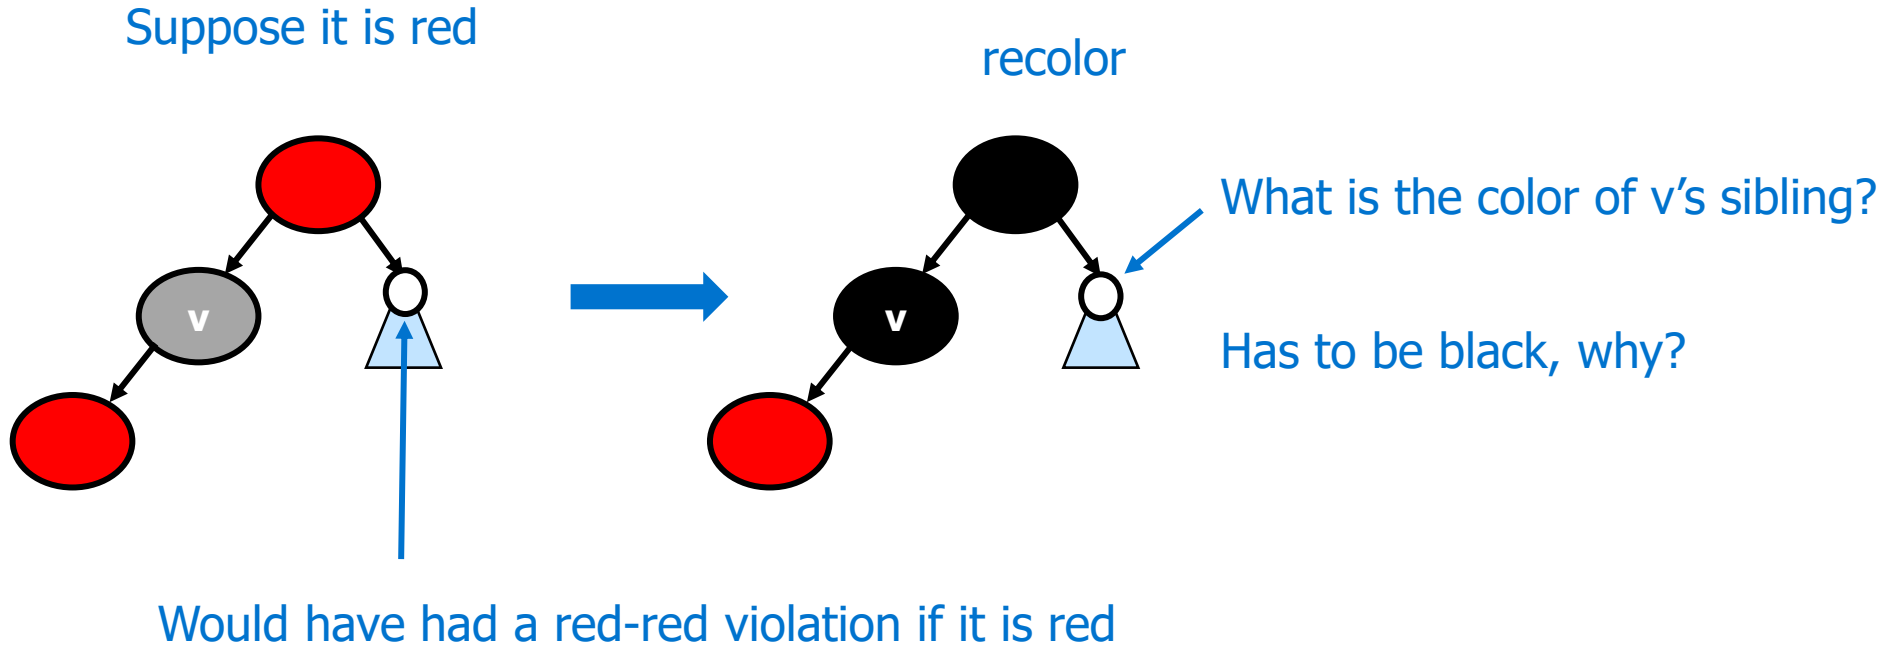 Suppose it is red
recolor
What is the color of v’s sibling?
v
v
Has to be black, why?
Would have had a red-red violation if it is red